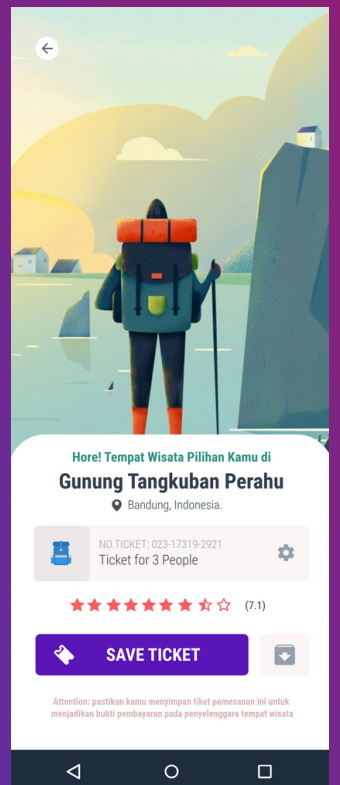 Hore! Tempat Wisata Pilihan Kamu di
Gunung Tangkuban Perahu
Bandung, Indonesia.
NO.TICKET: 023-17319-2921
Ticket for 3 People
(7.1)
SAVE TICKET
Attention: pastikan kamu menyimpan tiket pemesanan ini untuk
menjadikan bukti pembayaran pada penyelenggara tempat wisata